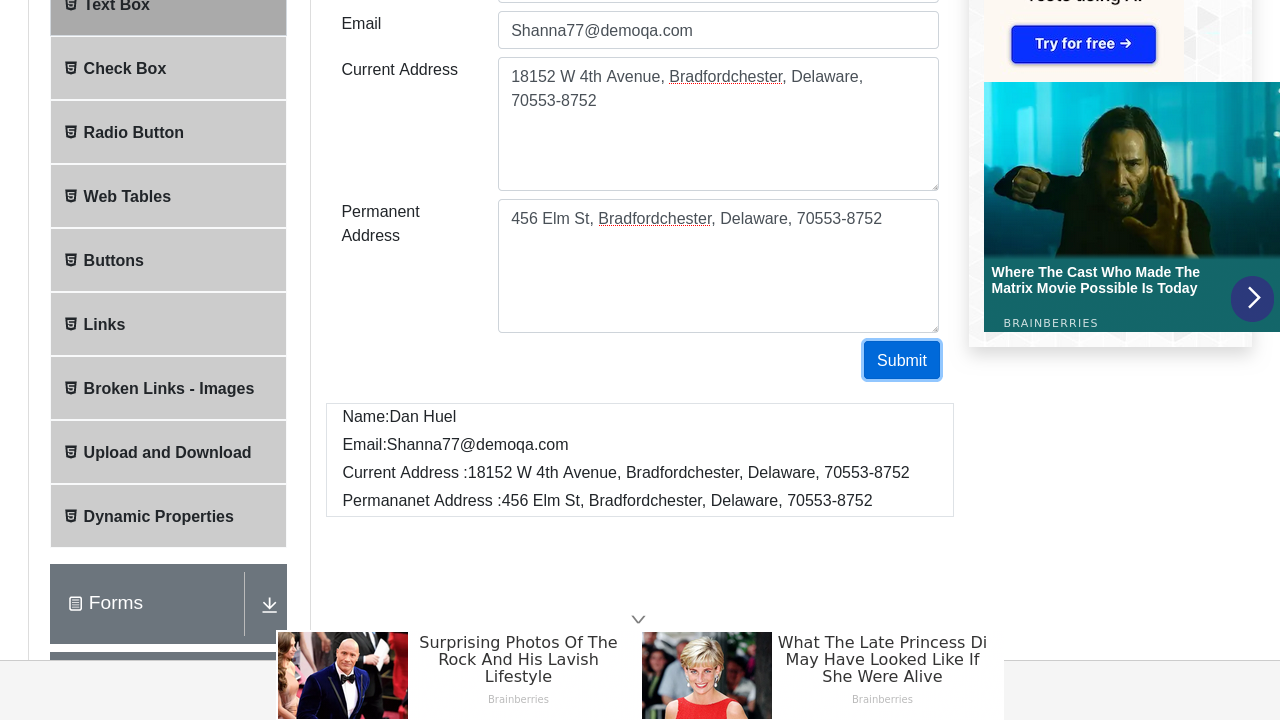 Text Box
Check Box
Radio Button
Web Tables
Buttons
Links
Broken Links - Images
Upload and Download
Dynamic Properties
Forms
Email
Shanna77@demoqa.com
Current Address
18152 W 4th Avenue, Bradfordchester, Delaware,
70553-8752
Permanent
Address
456 Elm St, Bradfordchester, Delaware, 70553-8752
Submit
Name:Dan Huel
Email:Shanna77@demoqa.com
Current Address :18152 W 4th Avenue, Bradfordchester, Delaware, 70553-8752
Permananet Address :456 Elm St, Bradfordchester, Delaware, 70553-8752
Try for free →
Where The Cast Who Made The
Matrix Movie Possible Is Today
BRAINBERRIES
Surprising Photos Of The
Rock And His Lavish
Lifestyle
Brainberries
What The Late Princess Di
May Have Looked Like If
She Were Alive
Brainberries